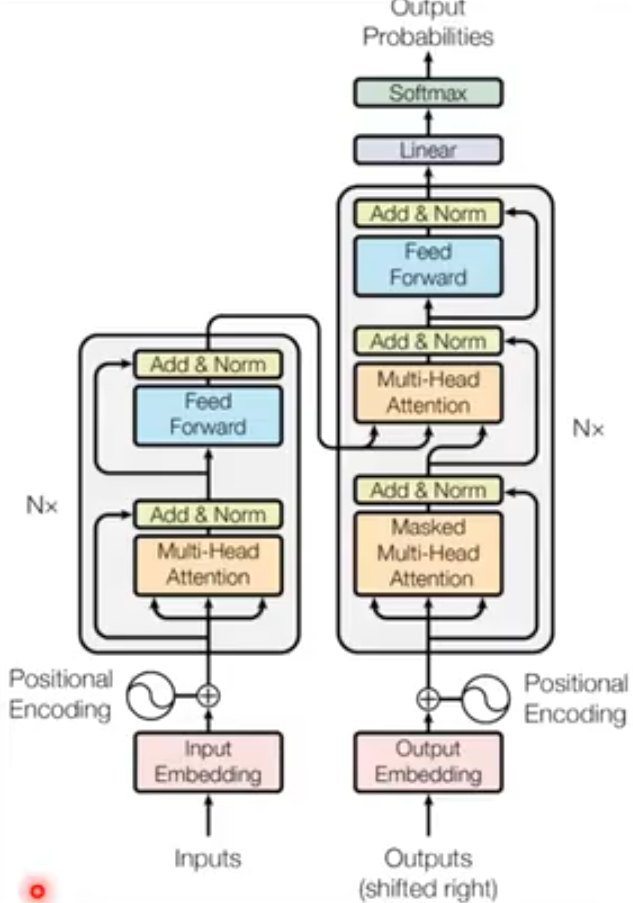 Output
Probabilities
Softmax
Linear
Add & Norm
Feed
Forward
Add & Norm
Multi-Head
Attention
Nx
Add & Norm
Masked
Multi-Head
Attention
Add & Norm
Feed
Forward
Nx
Add & Norm
Multi-Head
Attention
Positional
Encoding
Positional
Encoding
Input
Embedding
Output
Embedding
Inputs
Outputs
(shifted right)